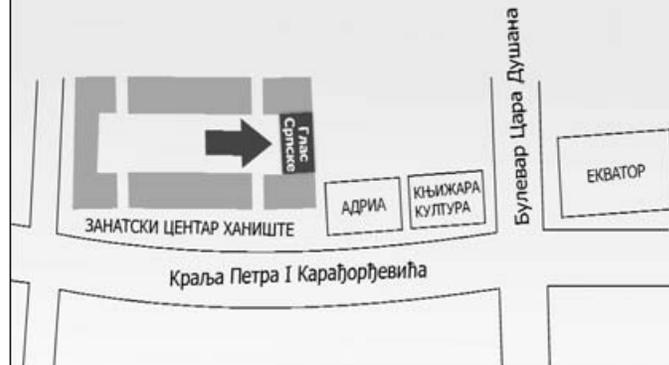 Булевар Цара Душана
Глас
Српске
ЕКВАТОР
АДРИА
КЊИЖАРА
КУЛТУРА
ЗАНАТСКИ ЦЕНТАР ХАНИШТЕ
Краља Петра I Карађорђевића